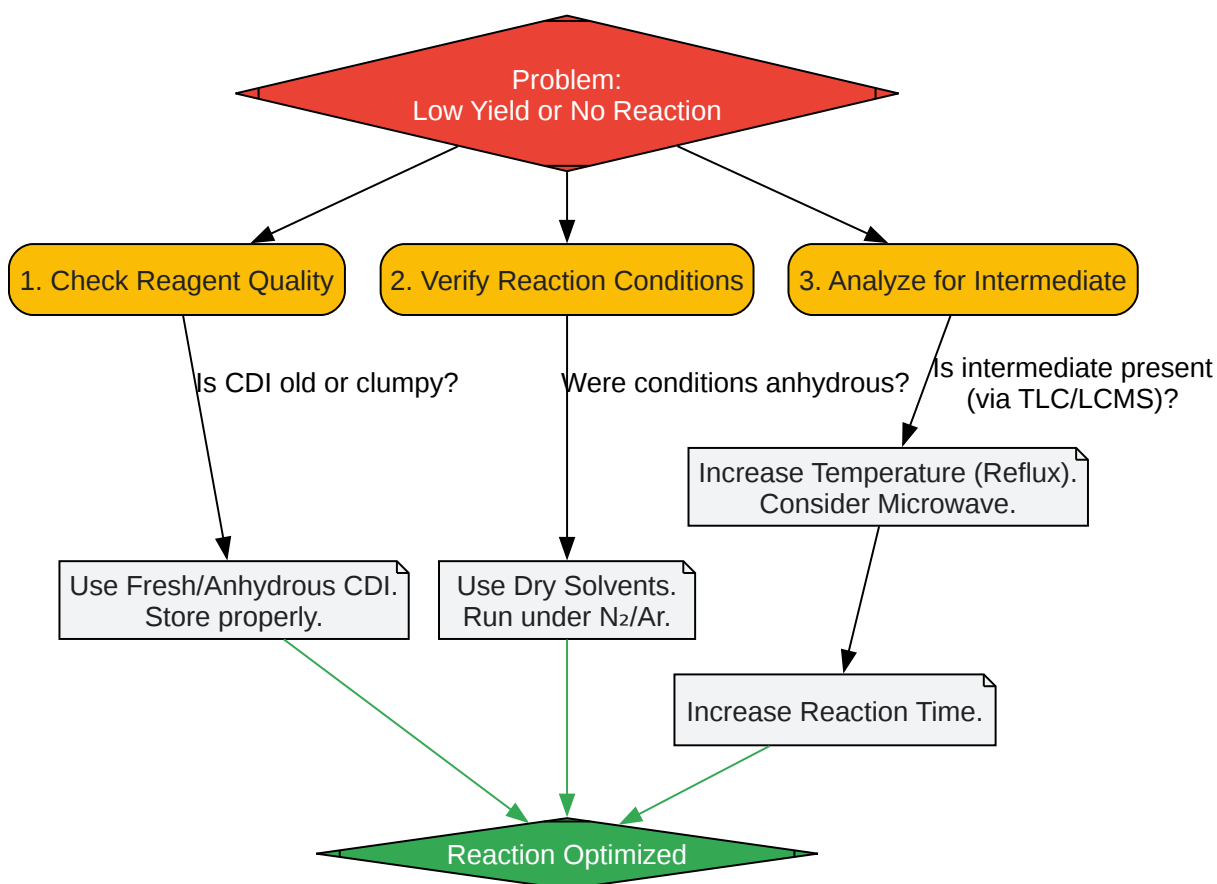 Problem:
Low Yield or No Reaction
1. Check Reagent Quality
2. Verify Reaction Conditions
3. Analyze for Intermediate
Is CDI old or clumpy?
Were conditions anhydrous?
Is intermediate present
(via TLC/LCMS)?
Increase Temperature (Reflux).
Consider Microwave.
Use Fresh/Anhydrous CDI.
Store properly.
Use Dry Solvents.
Run under N₂/Ar.
Increase Reaction Time.
Reaction Optimized